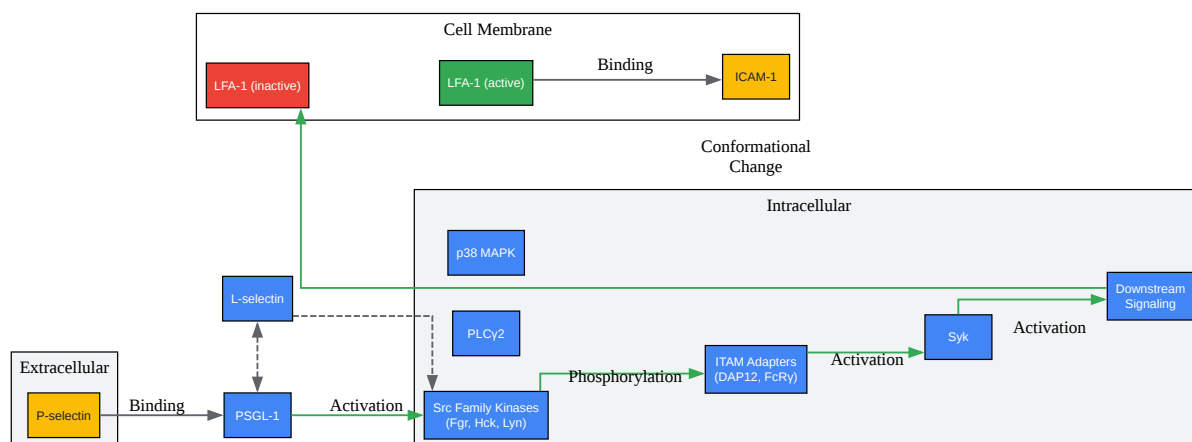 Cell Membrane
LFA-1 (inactive)
LFA-1 (active)
Binding
ICAM-1
Conformational
Change
Intracellular
p38 MAPK
L-selectin
PLCγ2
Downstream
Signaling
Activation
Syk
Extracellular
P-selectin
Binding
PSGL-1
Activation
Src Family Kinases
(Fgr, Hck, Lyn)
Phosphorylation
ITAM Adapters
(DAP12, FcRγ)
Activation